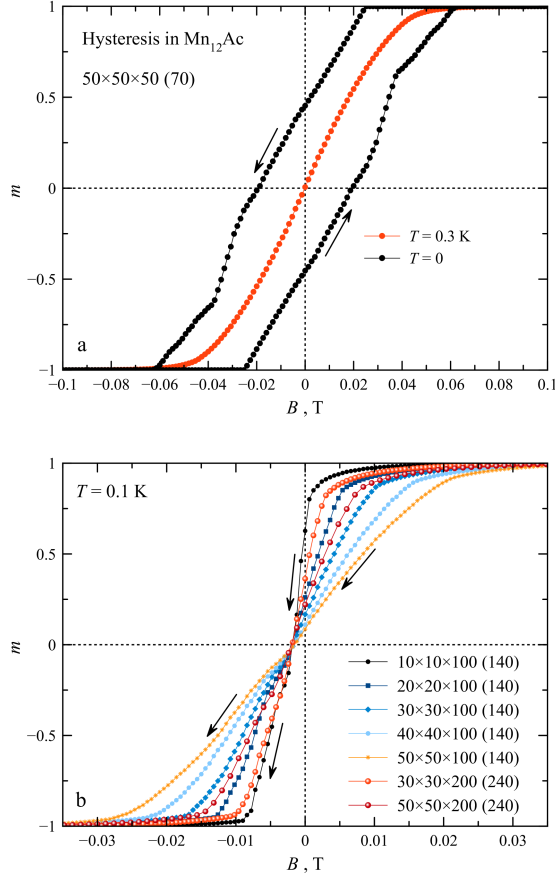 1
Hysteresis in Mn12Ac
50×50×50 (70)
0.5
m
0
T = 0.3 K
T = 0
−0.5
a
−1
−0.1 −0.08 −0.06 −0.04 −0.02 0 0.02 0.04 0.06 0.08 0.1
B , T
1
T = 0.1 K
0.5
m
0
10×10×100 (140)
20×20×100 (140)
30×30×100 (140)
40×40×100 (140)
50×50×100 (140)
30×30×200 (240)
50×50×200 (240)
−0.5
b
−1
−0.03 −0.02 −0.01 0 0.01 0.02 0.03
B , T